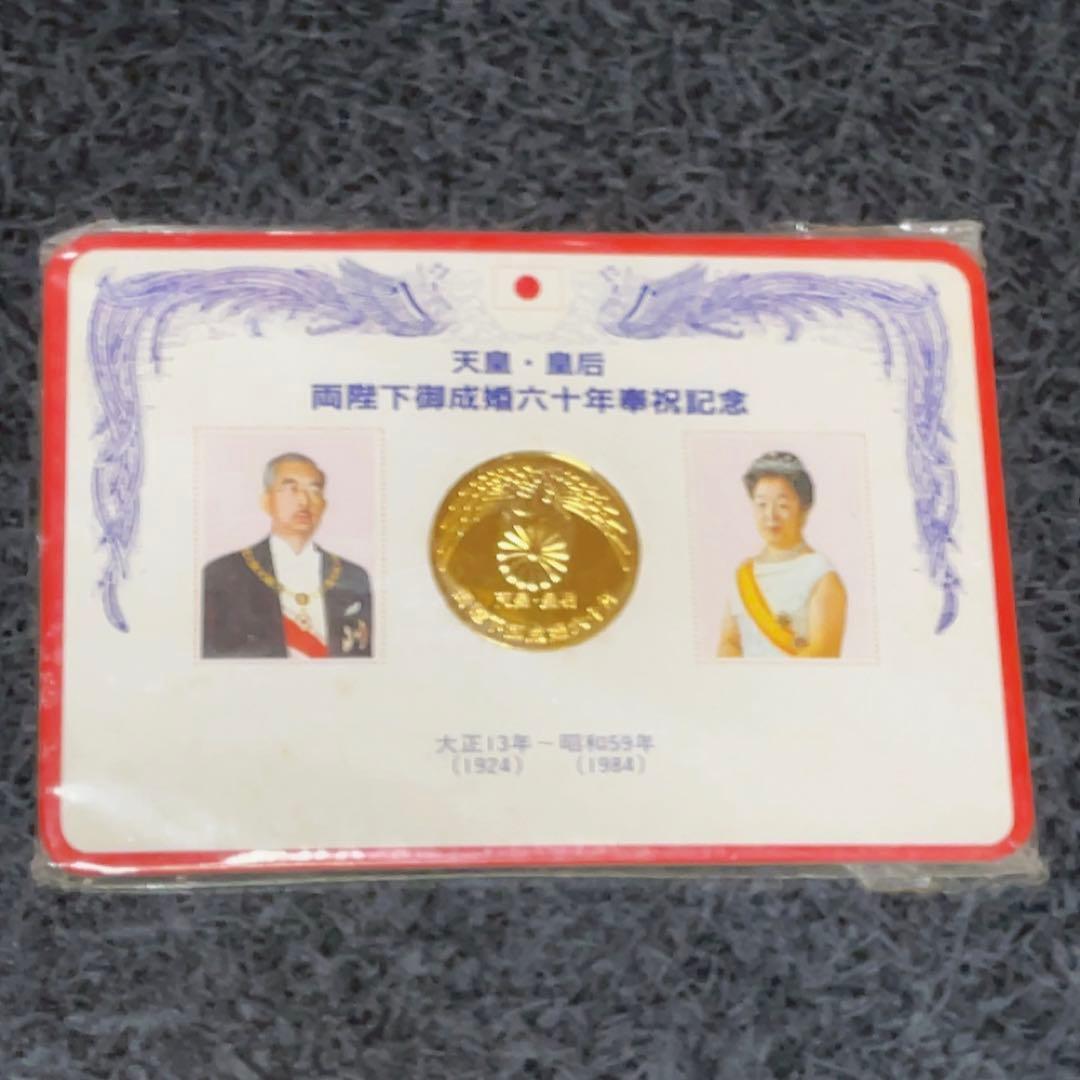 天皇・皇后
両陛下御成婚六十年奉祝記念
天皇・皇后
大正13年～昭和59年
(1924) (1984)